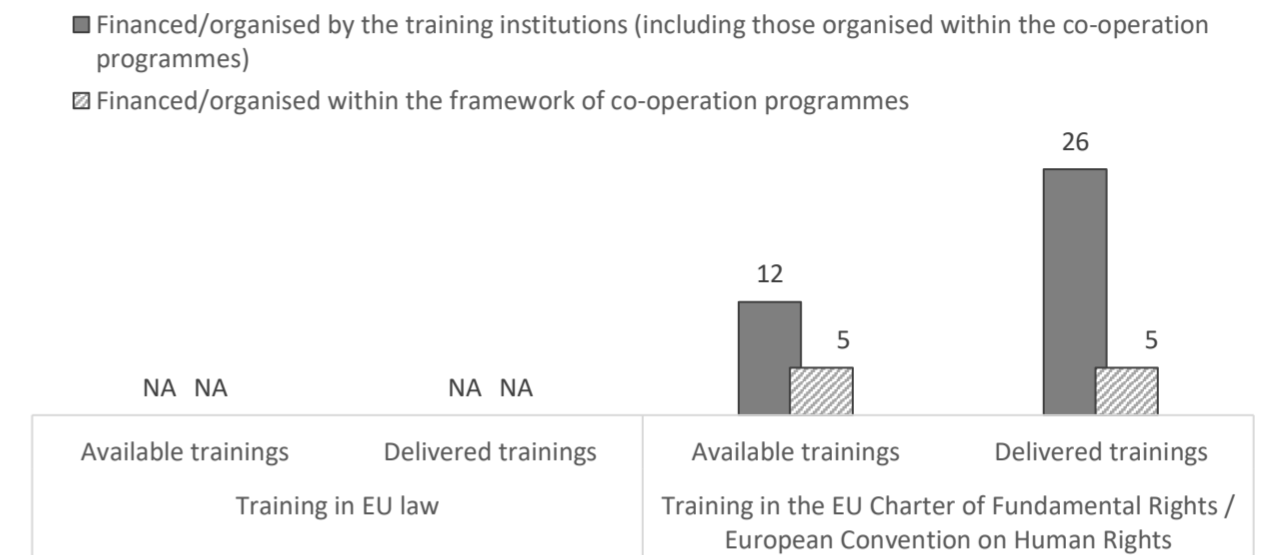 Financed/organised by the training institutions (including those organised within the co-operation
programmes)
Financed/organised within the framework of co-operation programmes
26
12
5
5
NA NA
NA NA
Available trainings
Delivered trainings
Available trainings
Delivered trainings
Training in EU law
Training in the EU Charter of Fundamental Rights /
European Convention on Human Rights